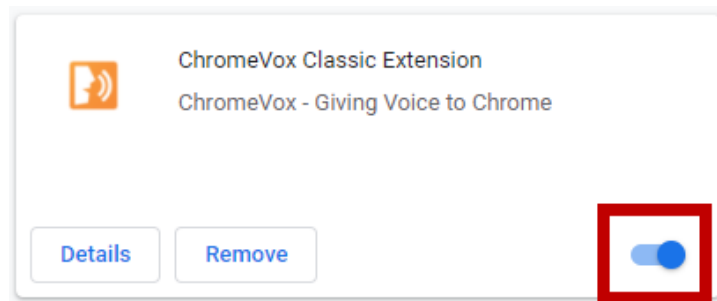 ChromeVox Classic Extension
ChromeVox - Giving Voice to Chrome
Details
Remove